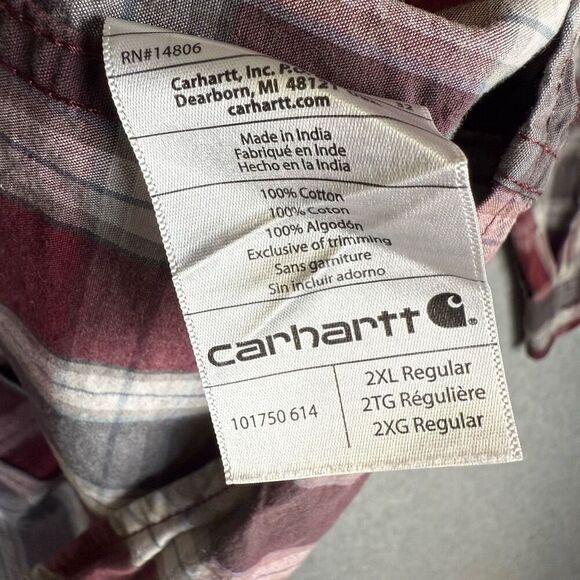 RN#14806
Carhartt, Inc.
Dearborn, MI 48121
carhartt.com
Made in India
Fabriqué en Inde
Hecho en la India
100% Cotton
100% Coton
100% Algodón
Exclusive of trimming
Sans garniture
Sin incluir adorno
carhartt
101750 614
2XL Regular
2TG Régulière
2XG Regular